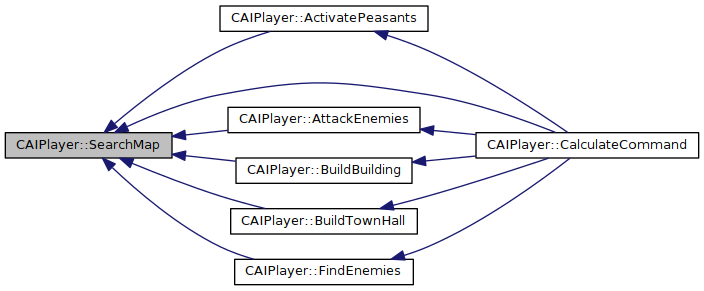 CAIPlayer::ActivatePeasants
CAIPlayer::AttackEnemies
CAIPlayer::SearchMap
CAIPlayer::CalculateCommand
CAIPlayer::BuildBuilding
CAIPlayer::BuildTownHall
CAIPlayer::FindEnemies